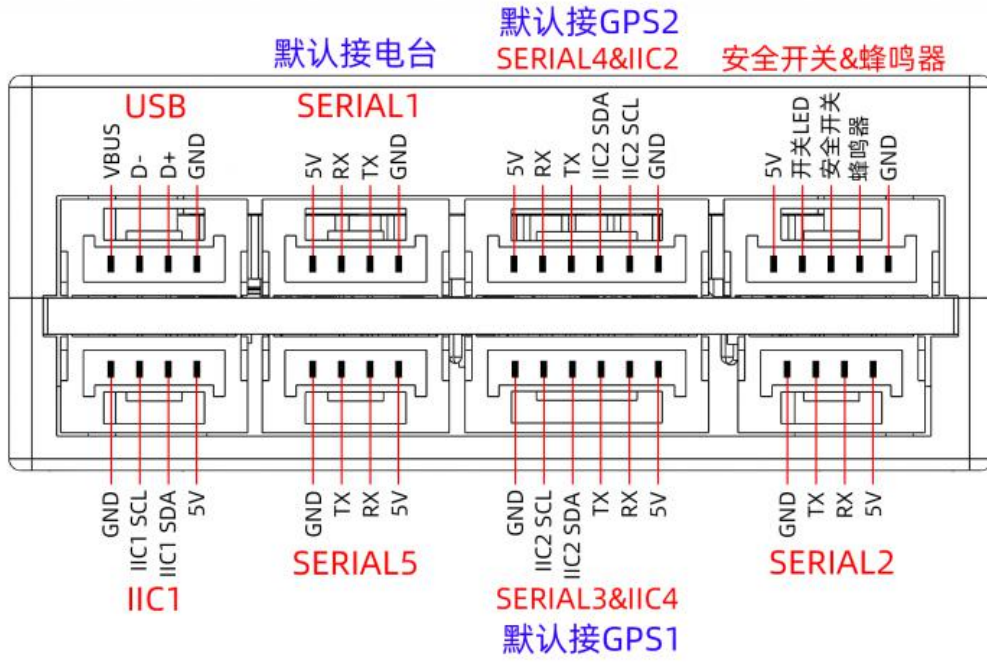 默认接GPS2
默认接电台
SERIAL4&IIC2
安全开关&蜂鸣器
USB
SERIAL1
VBUS
D-
D+
GND
5V
RX
TX
GND
5V
RX
TX
IIC2 SDA
IIC2 SCL
GND
5V
开关LED
安全开关
蜂鸣器
GND
GND
IIC1 SCL
IIC1 SDA
5V
GND
TX
RX
5V
GND
IIC2 SCL
IIC2 SDA
TX
RX
5V
GND
TX
RX
5V
SERIAL5
SERIAL2
IIC1
SERIAL3&IIC4
默认接GPS1